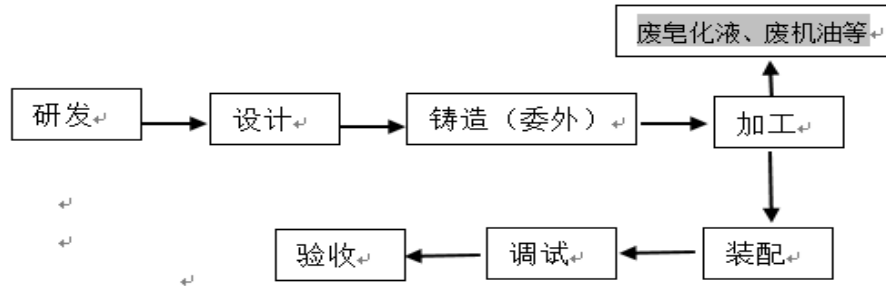 废皂化液、废机油等
研发
设计
铸造（委外）
加工
验收
调试
装配